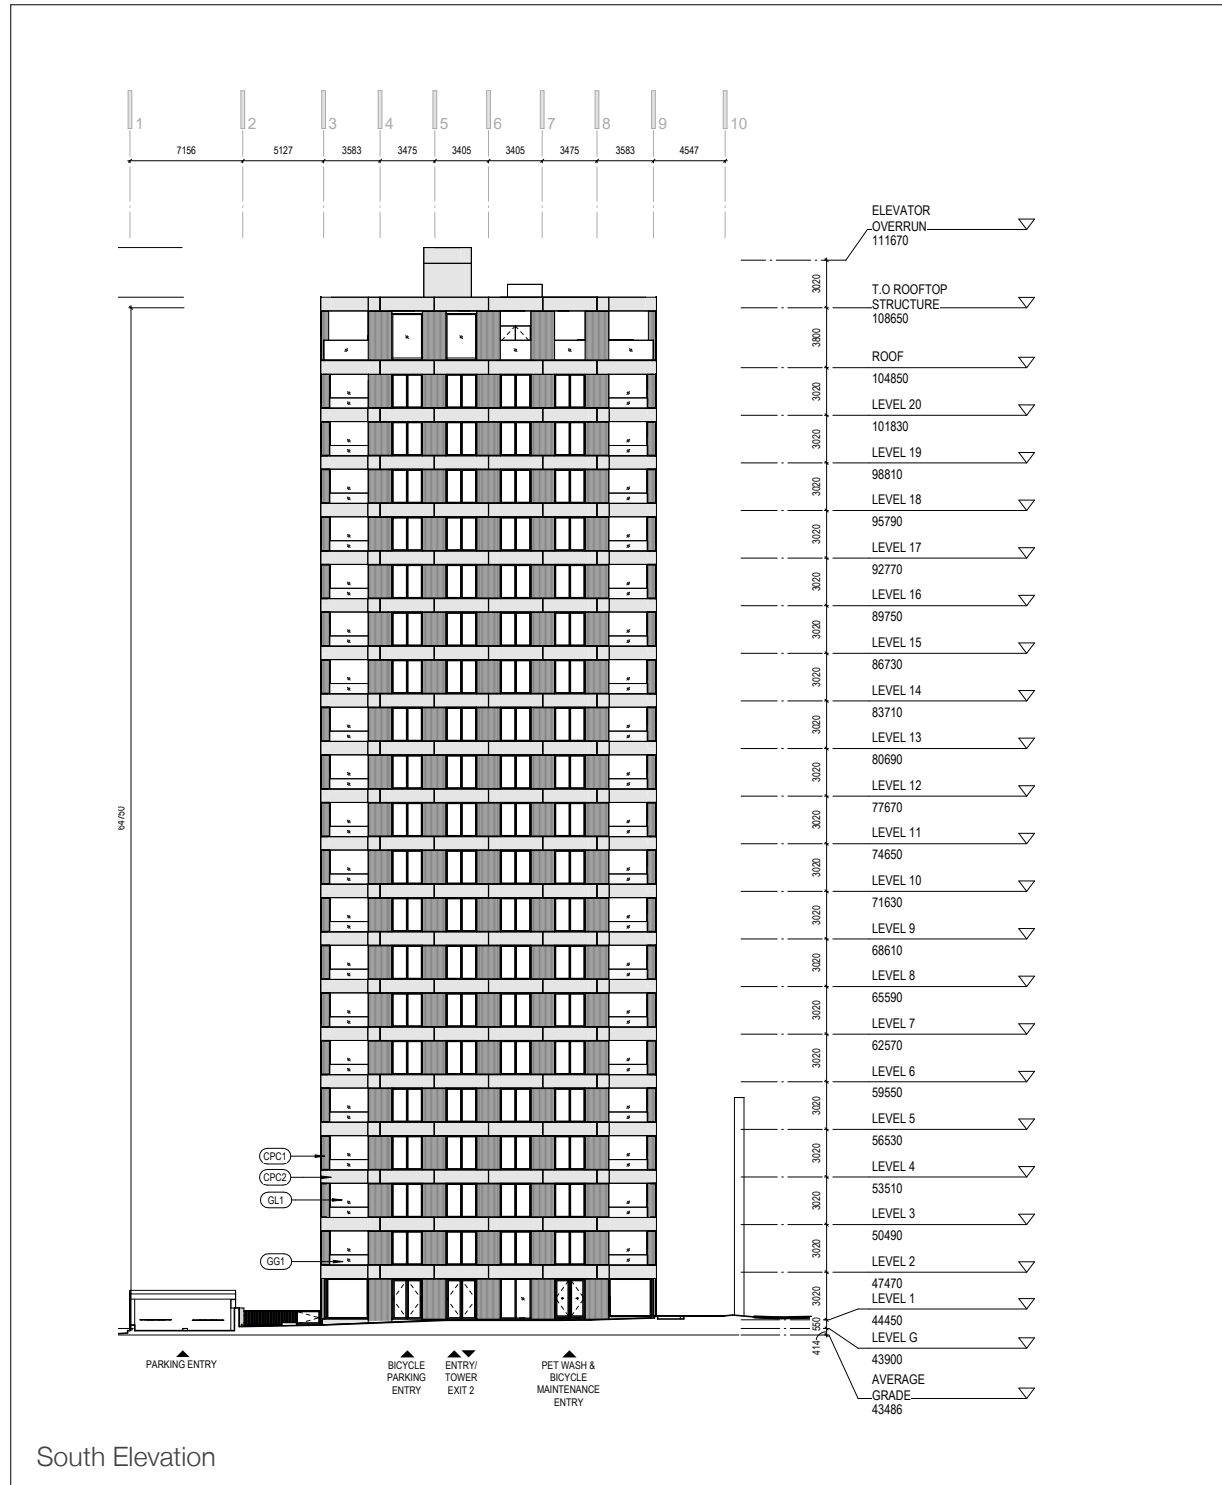 1
2
3
4
5
6
7
8
9
10
7156
5127
3583
3475
3405
3405
3475
3583
4547
ELEVATOR
OVERRUN
111670
3020
T.O ROOFTOP
STRUCTURE
108650
3800
ROOF
104850
3020
LEVEL 20
101830
3020
LEVEL 19
98810
3020
LEVEL 18
95790
3020
LEVEL 17
92770
3020
LEVEL 16
89750
3020
LEVEL 15
86730
3020
LEVEL 14
83710
3020
LEVEL 13
80690
3020
LEVEL 12
77670
3020
LEVEL 11
74650
3020
LEVEL 10
71630
3020
LEVEL 9
68610
3020
LEVEL 8
65590
3020
LEVEL 7
62570
3020
LEVEL 6
59550
3020
LEVEL 5
56530
3020
LEVEL 4
53510
3020
LEVEL 3
50490
3020
LEVEL 2
47470
3020
LEVEL 1
44450
550
LEVEL G
43900
414
AVERAGE
GRADE
43486
64750
CPC1
CPC2
GL1
GG1
PARKING ENTRY
BICYCLE
PARKING
ENTRY
ENTRY/
TOWER
EXIT 2
PET WASH &
BICYCLE
MAINTENANCE
ENTRY
South Elevation